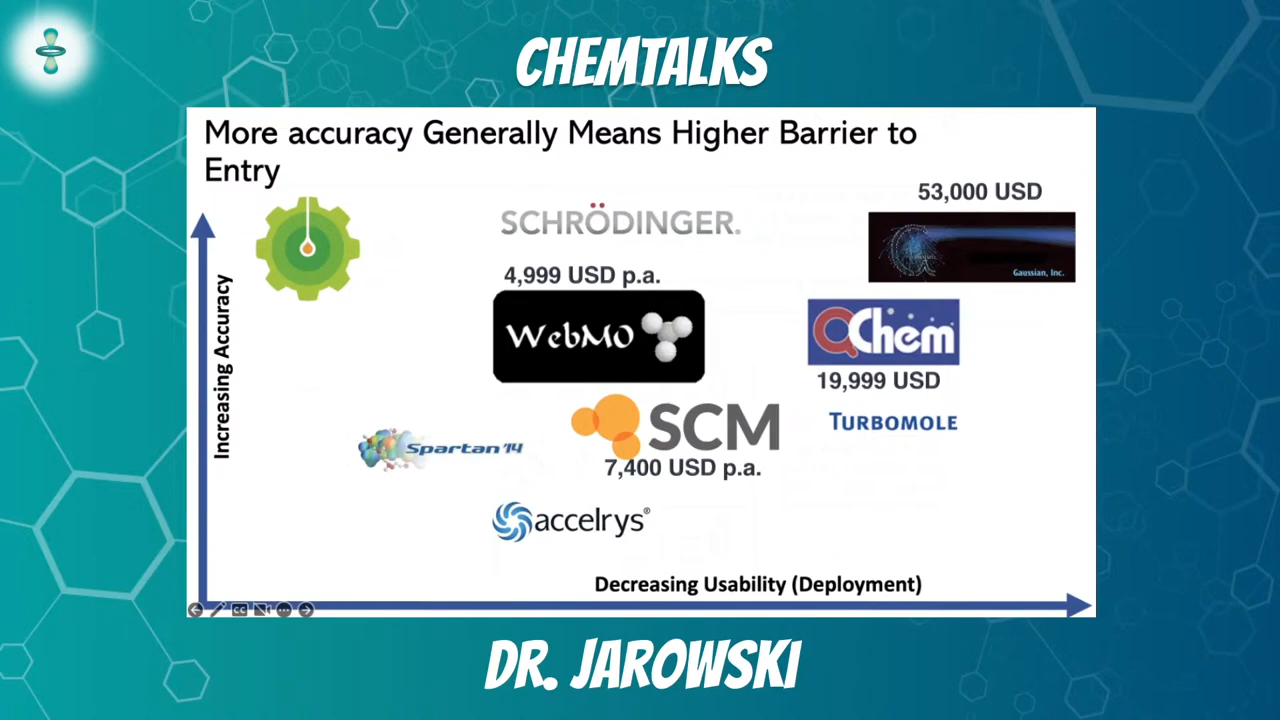 CHEMTALKS
More accuracy Generally Means Higher Barrier to
Entry
53,000 USD
SCHRÖDINGER.
Gaussian, Inc.
4,999 USD p.a.
WebMO
QChem
19,999 USD
Increasing Accuracy
SCM
TURBOMOLE
Spartan '14
7,400 USD p.a.
accelrys®
Decreasing Usability (Deployment)
CC
DR. JAROWSKI